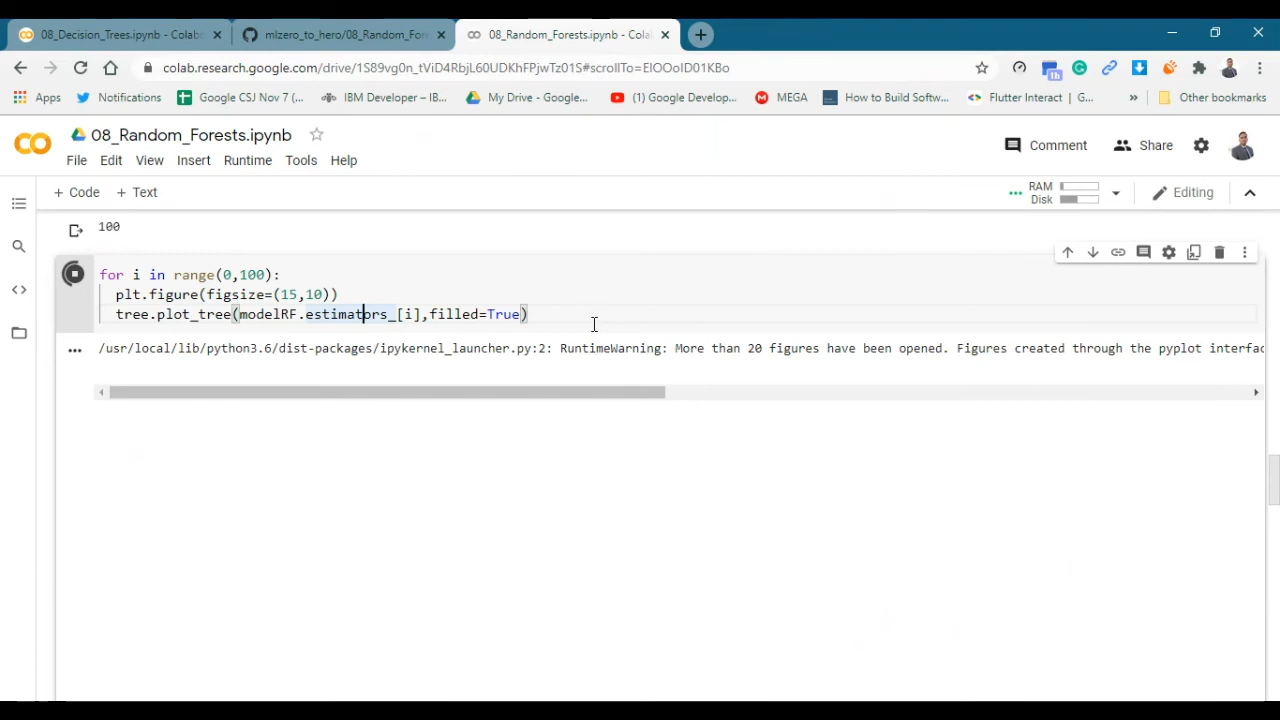 08_Decision_Trees.ipynb - Colab
mlzero_to_hero/08_Random_For
08_Random_Forests.ipynb - Cola
colab.research.google.com/drive/1S89vg0n_tViD4RbjL60UDKhFPjwTz01S#scrollTo=EIOOoID01KBo
1h
Apps
Notifications
Google CSJ Nov 7 (...
IBM Developer – IB...
My Drive - Google...
(1) Google Develop...
MEGA
How to Build Softw...
Flutter Interact | G...
»
Other bookmarks
08_Random_Forests.ipynb
Comment
Share
File Edit View Insert Runtime Tools Help
+ Code + Text
RAM
Disk
Editing
100
for i in range(0,100):
plt.figure(figsize=(15,10))
tree.plot_tree(modelRF.estimators_[i],filled=True)
/usr/local/lib/python3.6/dist-packages/ipykernel_launcher.py:2: RuntimeWarning: More than 20 figures have been opened. Figures created through the pyplot interfac